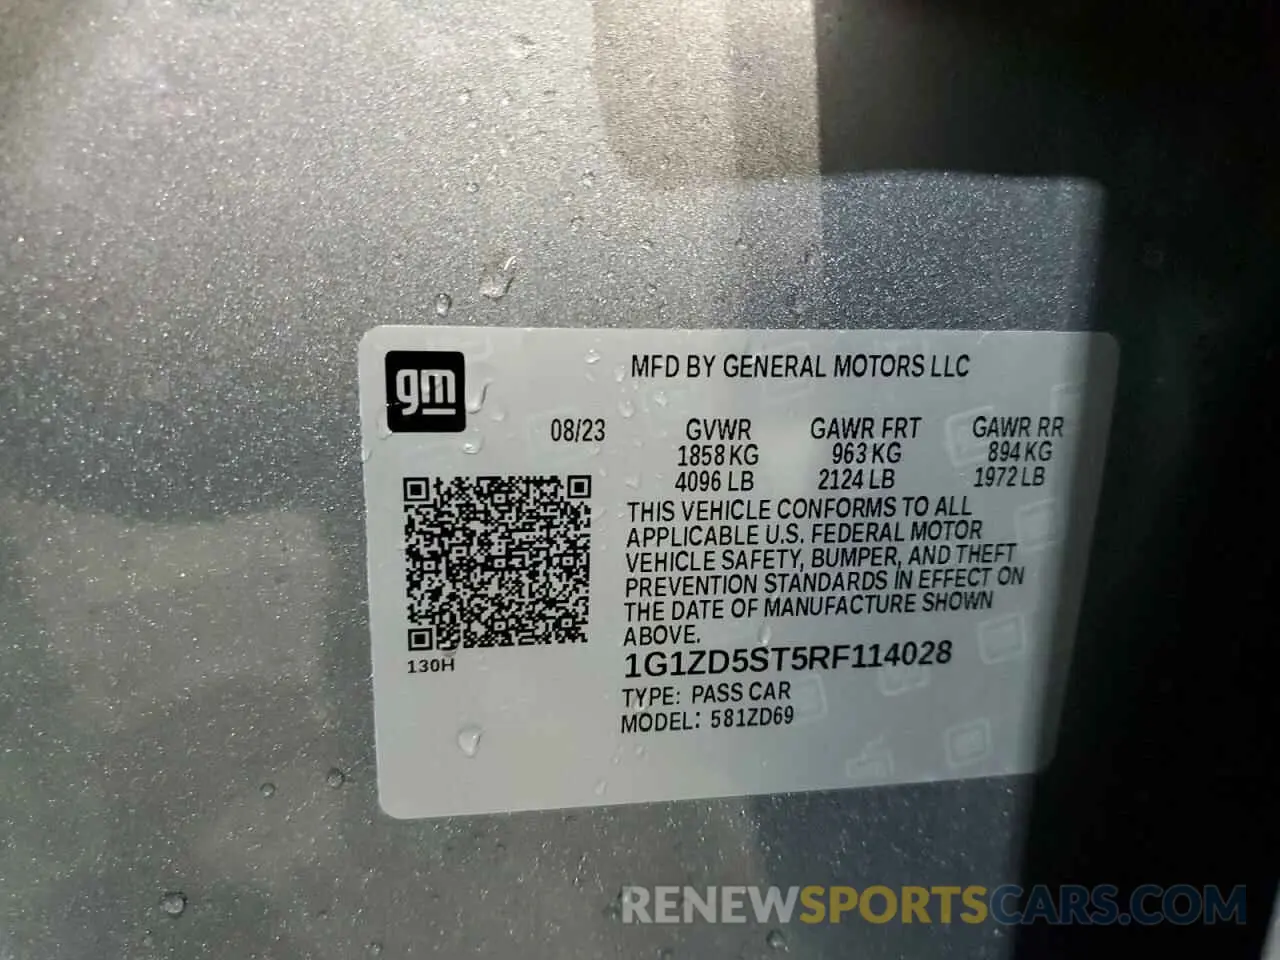 gm
MFD BY GENERAL MOTORS LLC
08/23 GVWR GAWR FRT GAWR RR
1858 KG 963 KG 894 KG
4096 LB 2124 LB 1972 LB
THIS VEHICLE CONFORMS TO ALL
APPLICABLE U.S. FEDERAL MOTOR
VEHICLE SAFETY, BUMPER, AND THEFT
PREVENTION STANDARDS IN EFFECT ON
THE DATE OF MANUFACTURE SHOWN
ABOVE.
130H
1G1ZD5ST5RF114028
TYPE: PASS CAR
MODEL: 581ZD69
RENEWSPORTSCARS.COM